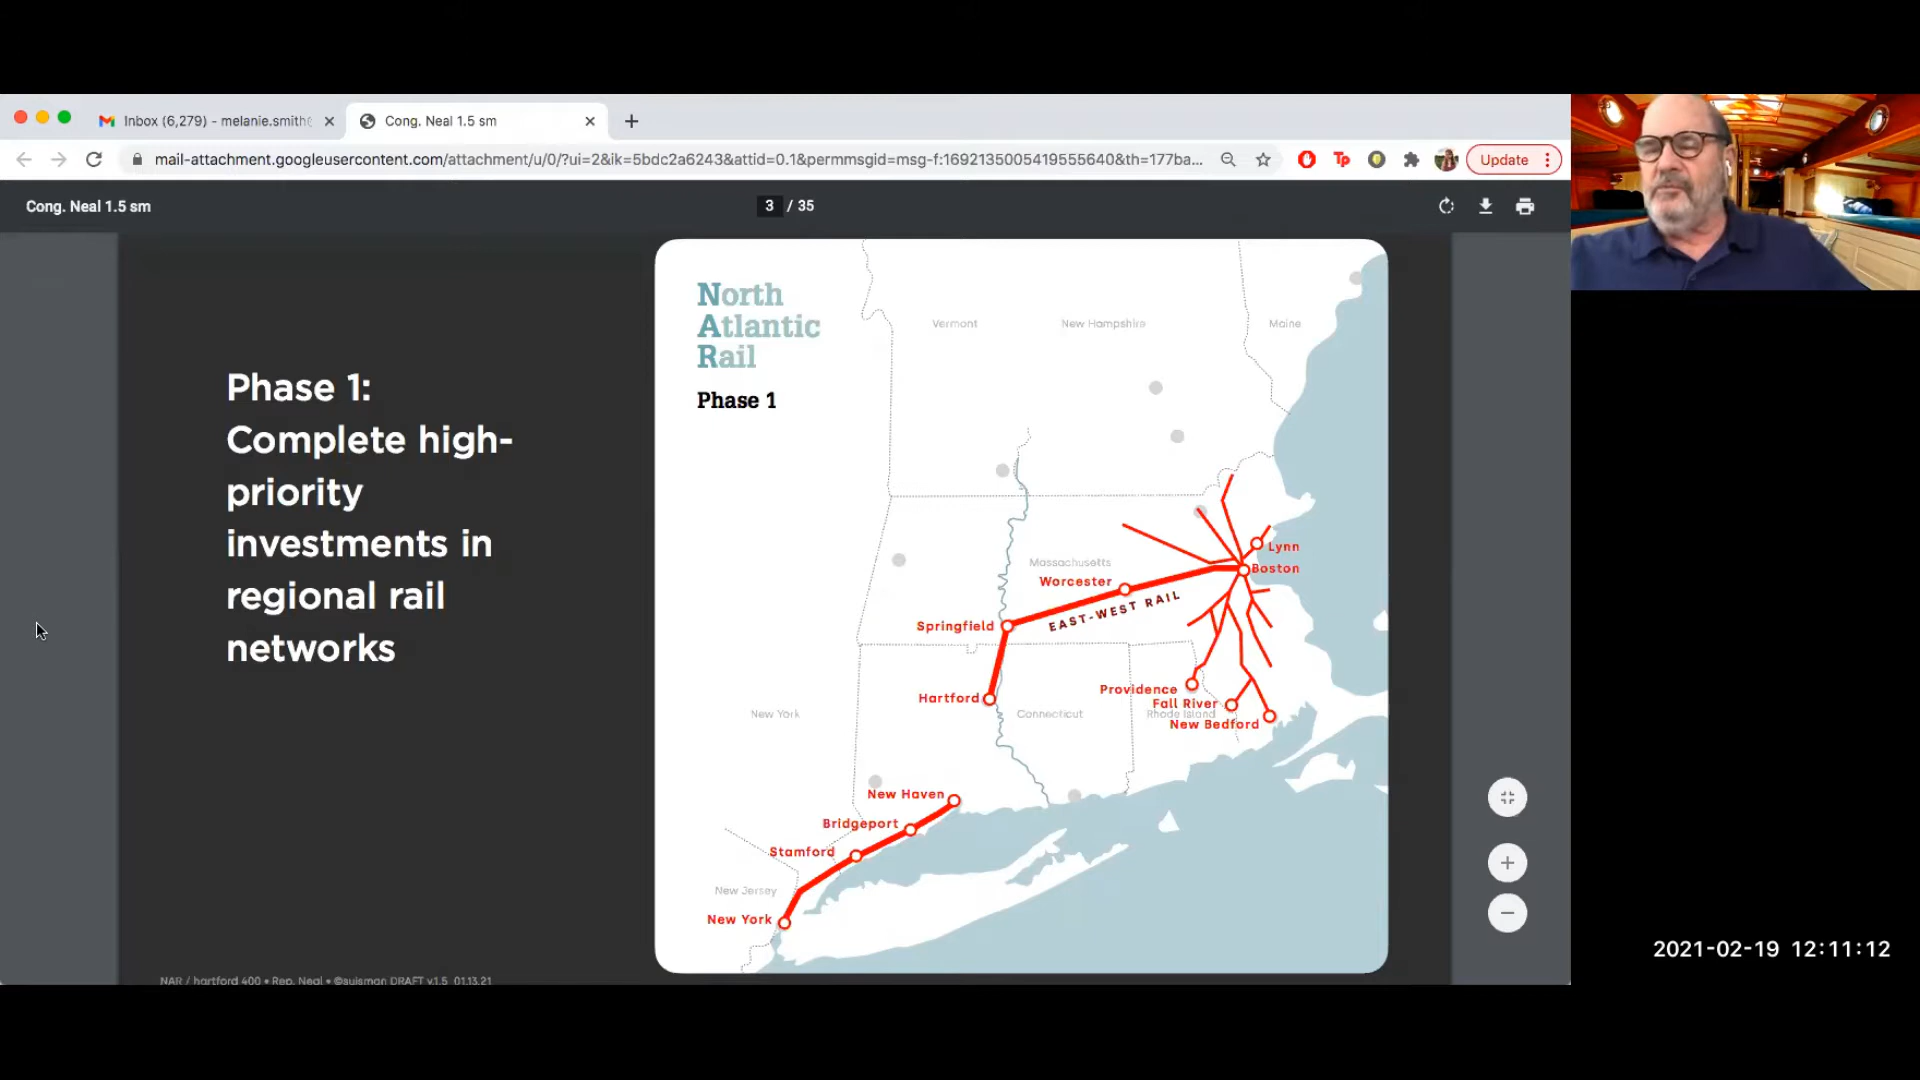 Inbox (6,279) - melanie.smith
Cong. Neal 1.5 sm
mail-attachment.googleusercontent.com/attachment/u/0/?ui=2&ik=5bdc2a6243&attid=0.1&permmsgid=msg-f:1692135005419555640&th=177ba...
Tp
Update
Cong. Neal 1.5 sm
3 / 35
Phase 1:
Complete high-
priority
investments in
regional rail
networks
North
Atlantic
Rail
Phase 1
Vermont
New Hampshire
Maine
Lynn
Massachusetts
Boston
Worcester
EAST-WEST RAIL
Springfield
Providence
Hartford
Fall River
New York
Connecticut
Rhode Island
New Bedford
New Haven
Bridgeport
Stamford
New Jersey
New York
NAR / hartford 400 • Rep. Neal • ©suisman DRAFT v.1.5 01.13.21
2021-02-19 12:11:12